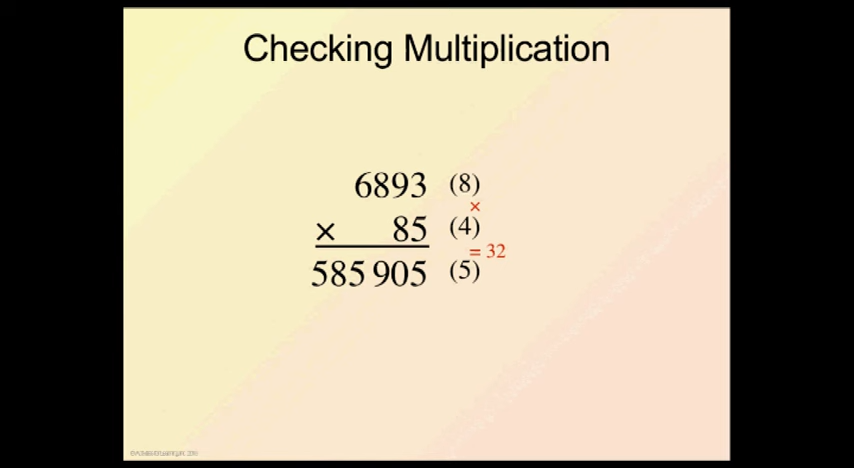 Checking Multiplication
6893 (8)
×
× 85 (4)
= 32
585 905 (5)